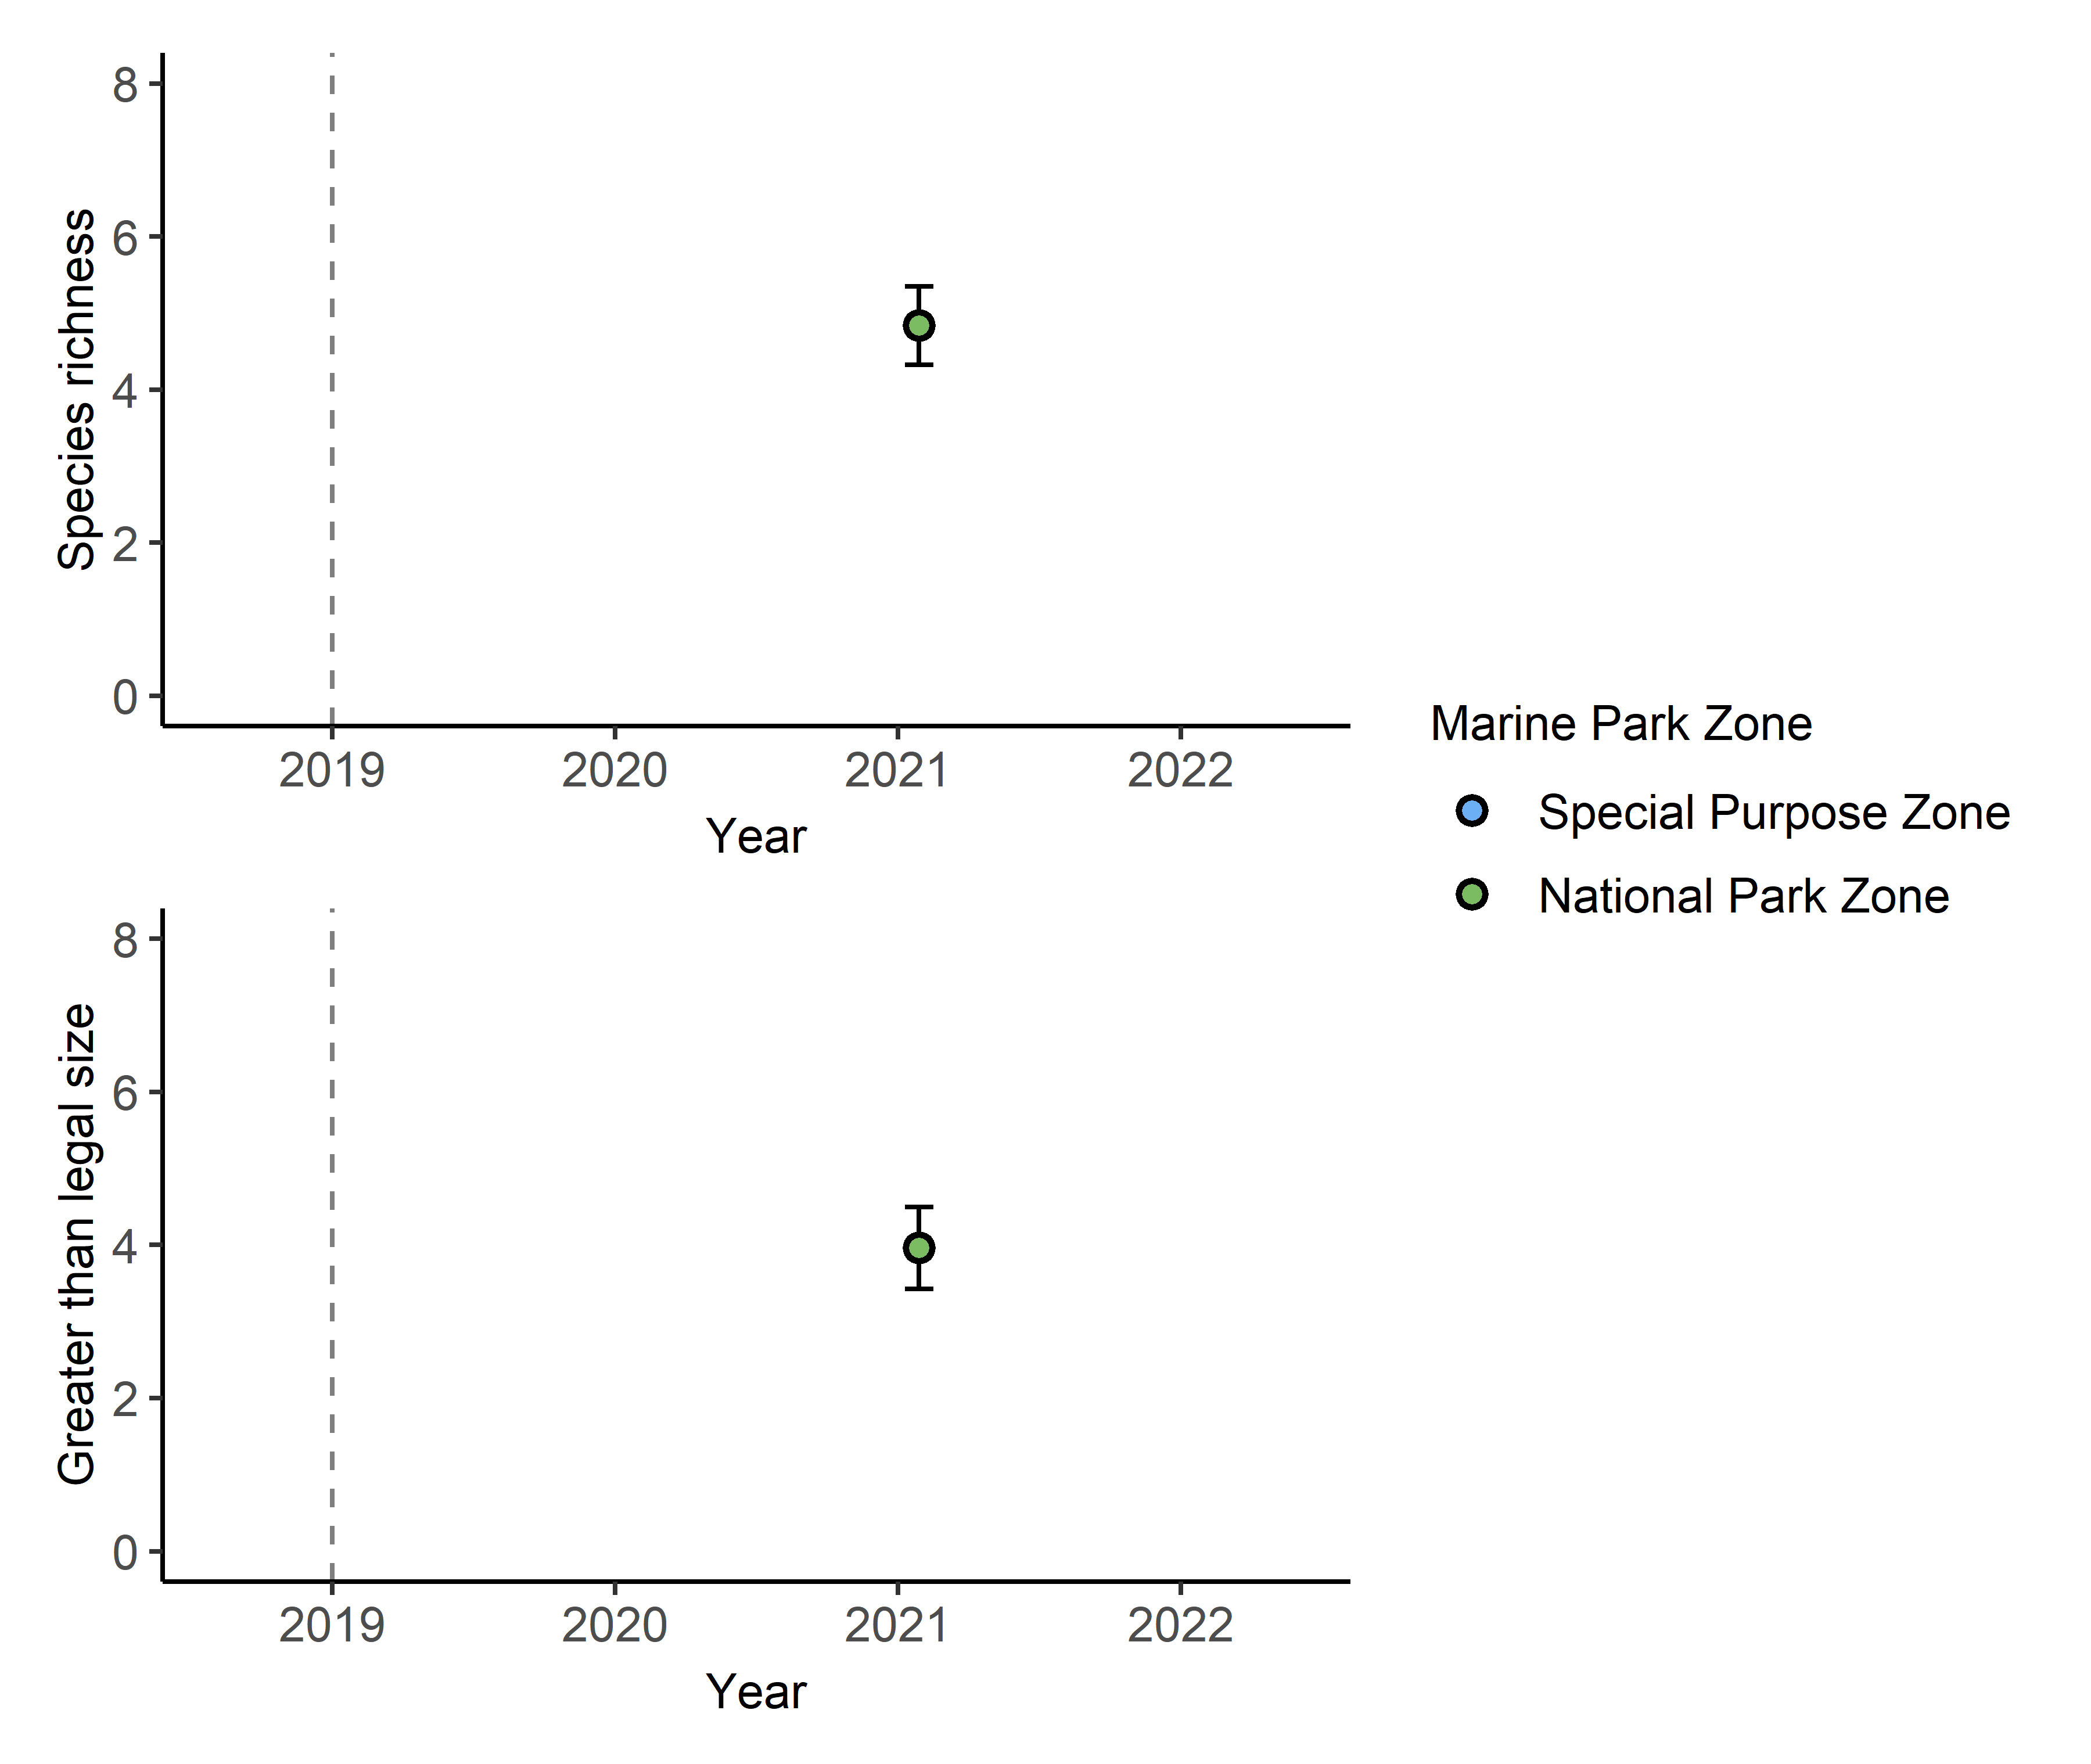 Species richness
8
6
4
2
0
2019 2020 2021 2022
Year
Marine Park Zone
Special Purpose Zone
National Park Zone
Greater than legal size
8
6
4
2
0
2019 2020 2021 2022
Year